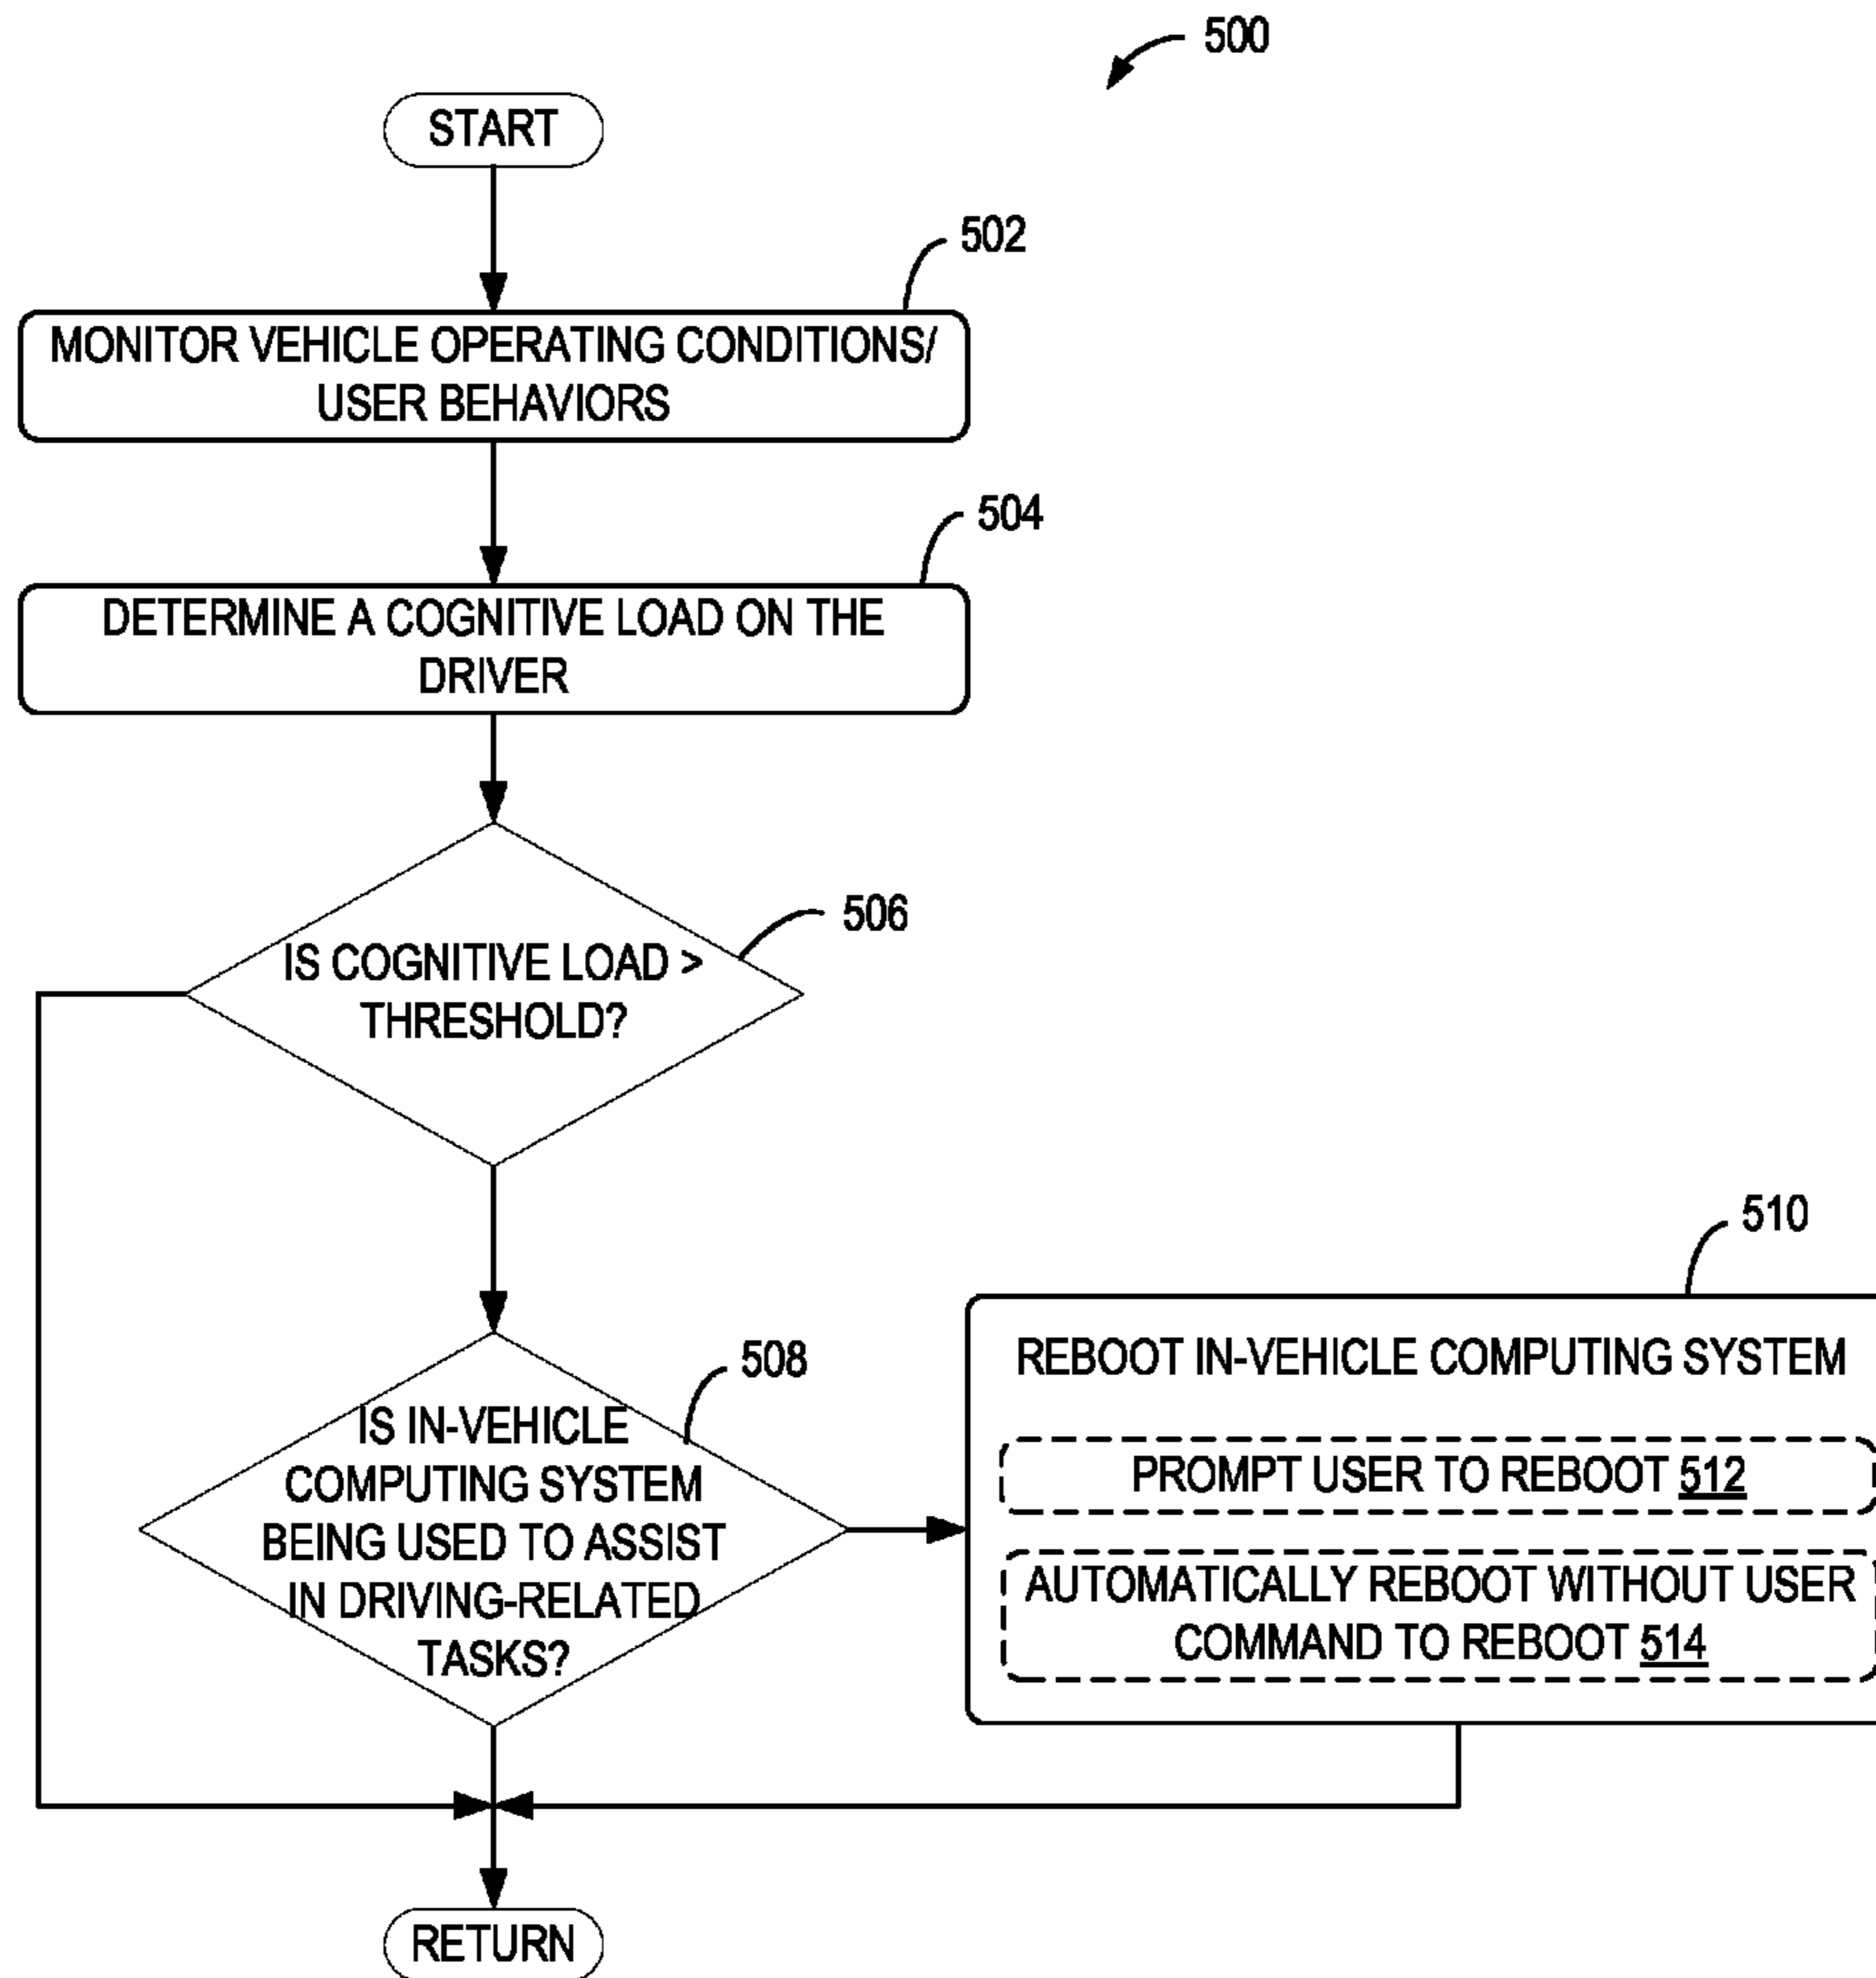 500
START
502
MONITOR VEHICLE OPERATING CONDITIONS/
USER BEHAVIORS
504
DETERMINE A COGNITIVE LOAD ON THE
DRIVER
506
IS COGNITIVE LOAD >
THRESHOLD?
508
IS IN-VEHICLE
COMPUTING SYSTEM
BEING USED TO ASSIST
IN DRIVING-RELATED
TASKS?
510
REBOOT IN-VEHICLE COMPUTING SYSTEM
PROMPT USER TO REBOOT 512
AUTOMATICALLY REBOOT WITHOUT USER
COMMAND TO REBOOT 514
RETURN